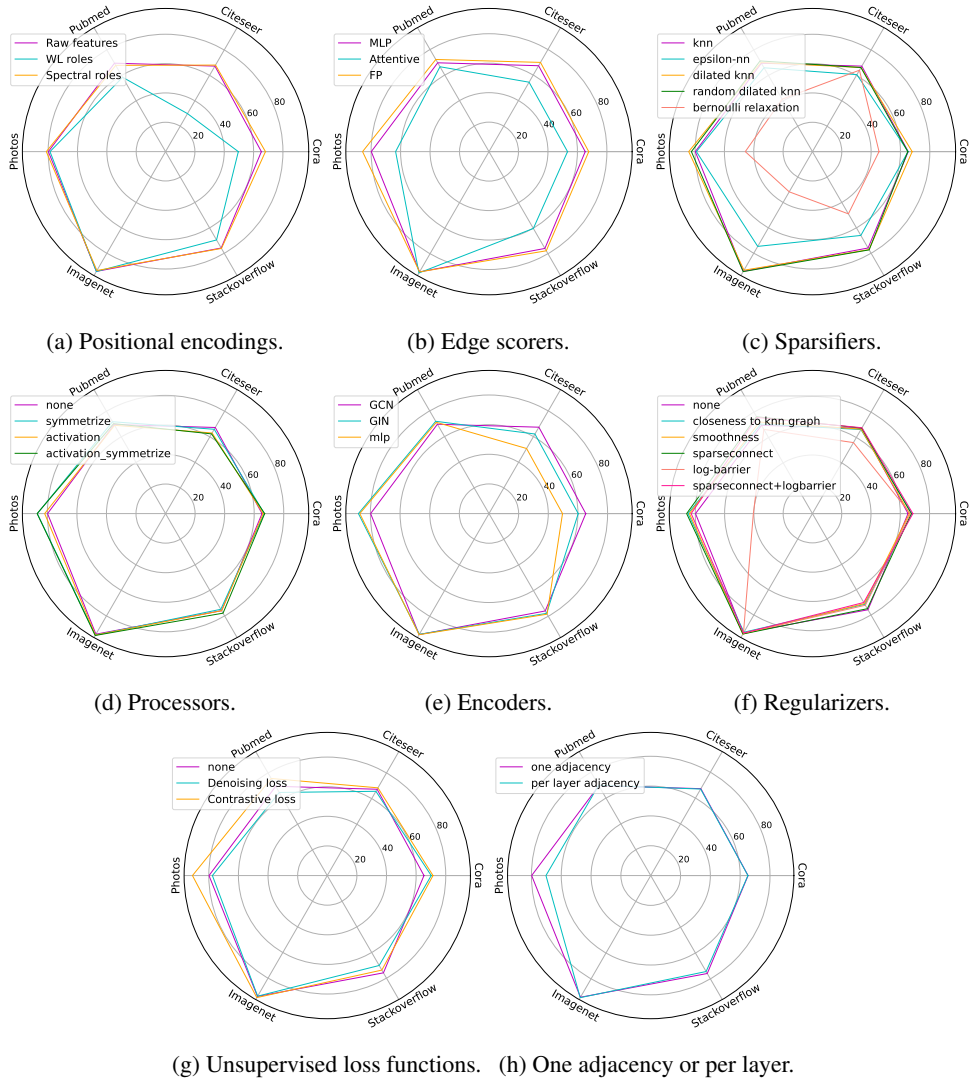 Pubmed
Citeseer
Raw features
WL roles
Spectral roles
80
60
40
20
Photos
Cora
Imagenet
Stackoverflow
(a) Positional encodings.
Pubmed
Citeseer
MLP
Attentive
FP
80
60
40
20
Photos
Cora
Imagenet
Stackoverflow
(b) Edge scorers.
Pubmed
Citeseer
knn
epsilon-nn
dilated knn
random dilated knn
bernoulli relaxation
80
60
40
20
Photos
Cora
Imagenet
Stackoverflow
(c) Sparsifiers.
Pubmed
Citeseer
none
symmetrize
activation
activation_symmetrize
80
60
40
20
Photos
Cora
Imagenet
Stackoverflow
(d) Processors.
Pubmed
Citeseer
GCN
GIN
mlp
80
60
40
20
Photos
Cora
Imagenet
Stackoverflow
(e) Encoders.
Pubmed
Citeseer
none
closeness to knn graph
smoothness
sparseconnect
log-barrier
sparseconnect+logbarrier
80
60
40
20
Photos
Cora
Imagenet
Stackoverflow
(f) Regularizers.
Pubmed
Citeseer
none
Denoising loss
Contrastive loss
80
60
40
20
Photos
Cora
Imagenet
Stackoverflow
(g) Unsupervised loss functions.
Pubmed
Citeseer
one adjacency
per layer adjacency
80
60
40
20
Photos
Cora
Imagenet
Stackoverflow
(h) One adjacency or per layer.